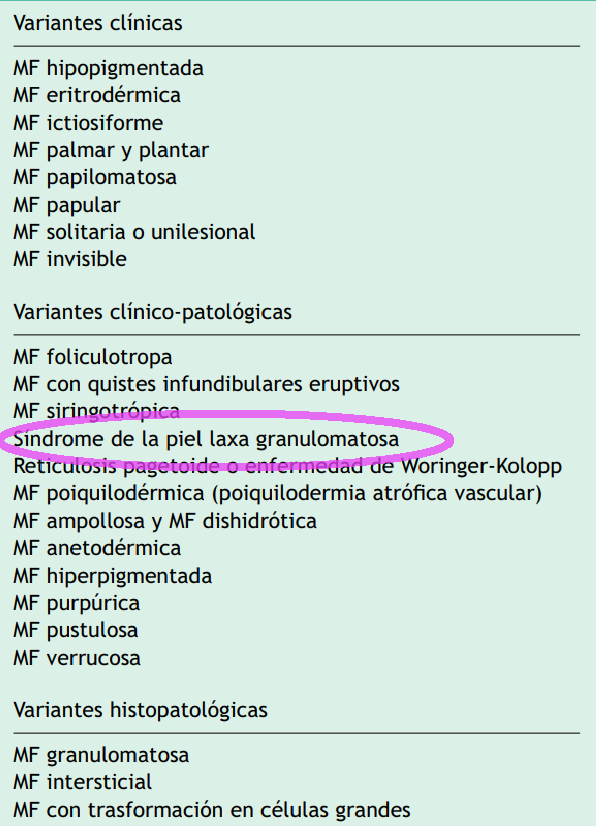 Variantes clínicas
MF hipopigmentada
MF eritrodérmica
MF ictiosiforme
MF palmar y plantar
MF papilomatosa
MF papular
MF solitaria o unilesional
MF invisible
Variantes clínico-patológicas
MF foliculotropa
MF con quistes infundibulares eruptivos
MF siringotrópica
Síndrome de la piel laxa granulomatosa
Reticulosis pagetoide o enfermedad de Woringer-Kolopp
MF poiquilodérmica (poiquilodermia atrófica vascular)
MF ampollosa y MF dishidrótica
MF anetodérmica
MF hiperpigmentada
MF purpúrica
MF pustulosa
MF verrucosa
Variantes histopatológicas
MF granulomatosa
MF intersticial
MF con trasformación en células grandes